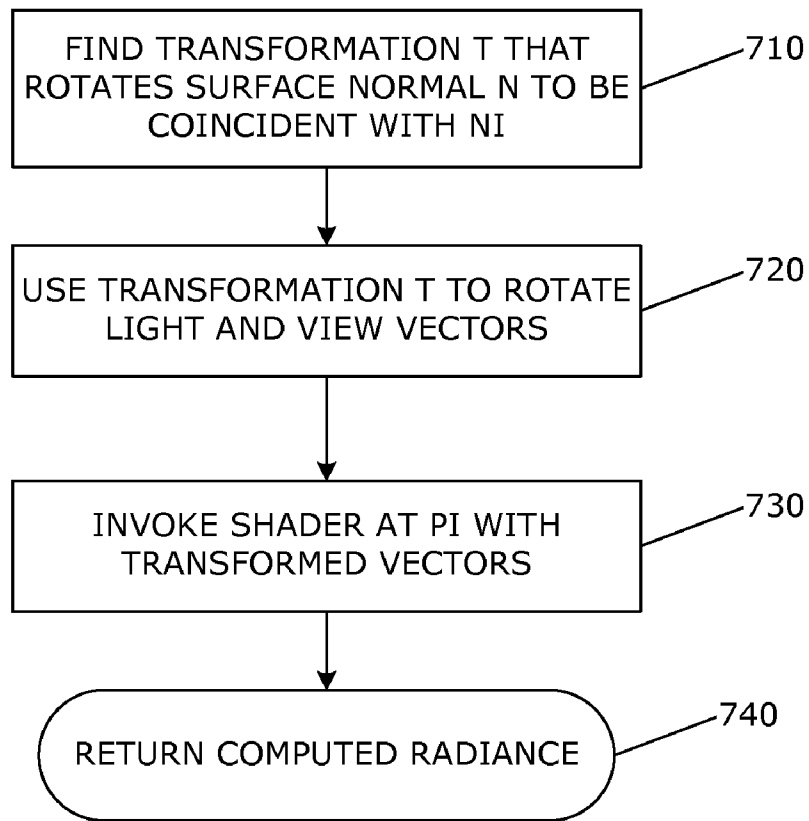 FIND TRANSFORMATION T THAT
ROTATES SURFACE NORMAL N TO BE
COINCIDENT WITH NI
710
USE TRANSFORMATION T TO ROTATE
LIGHT AND VIEW VECTORS
720
INVOKE SHADER AT PI WITH
TRANSFORMED VECTORS
730
RETURN COMPUTED RADIANCE
740